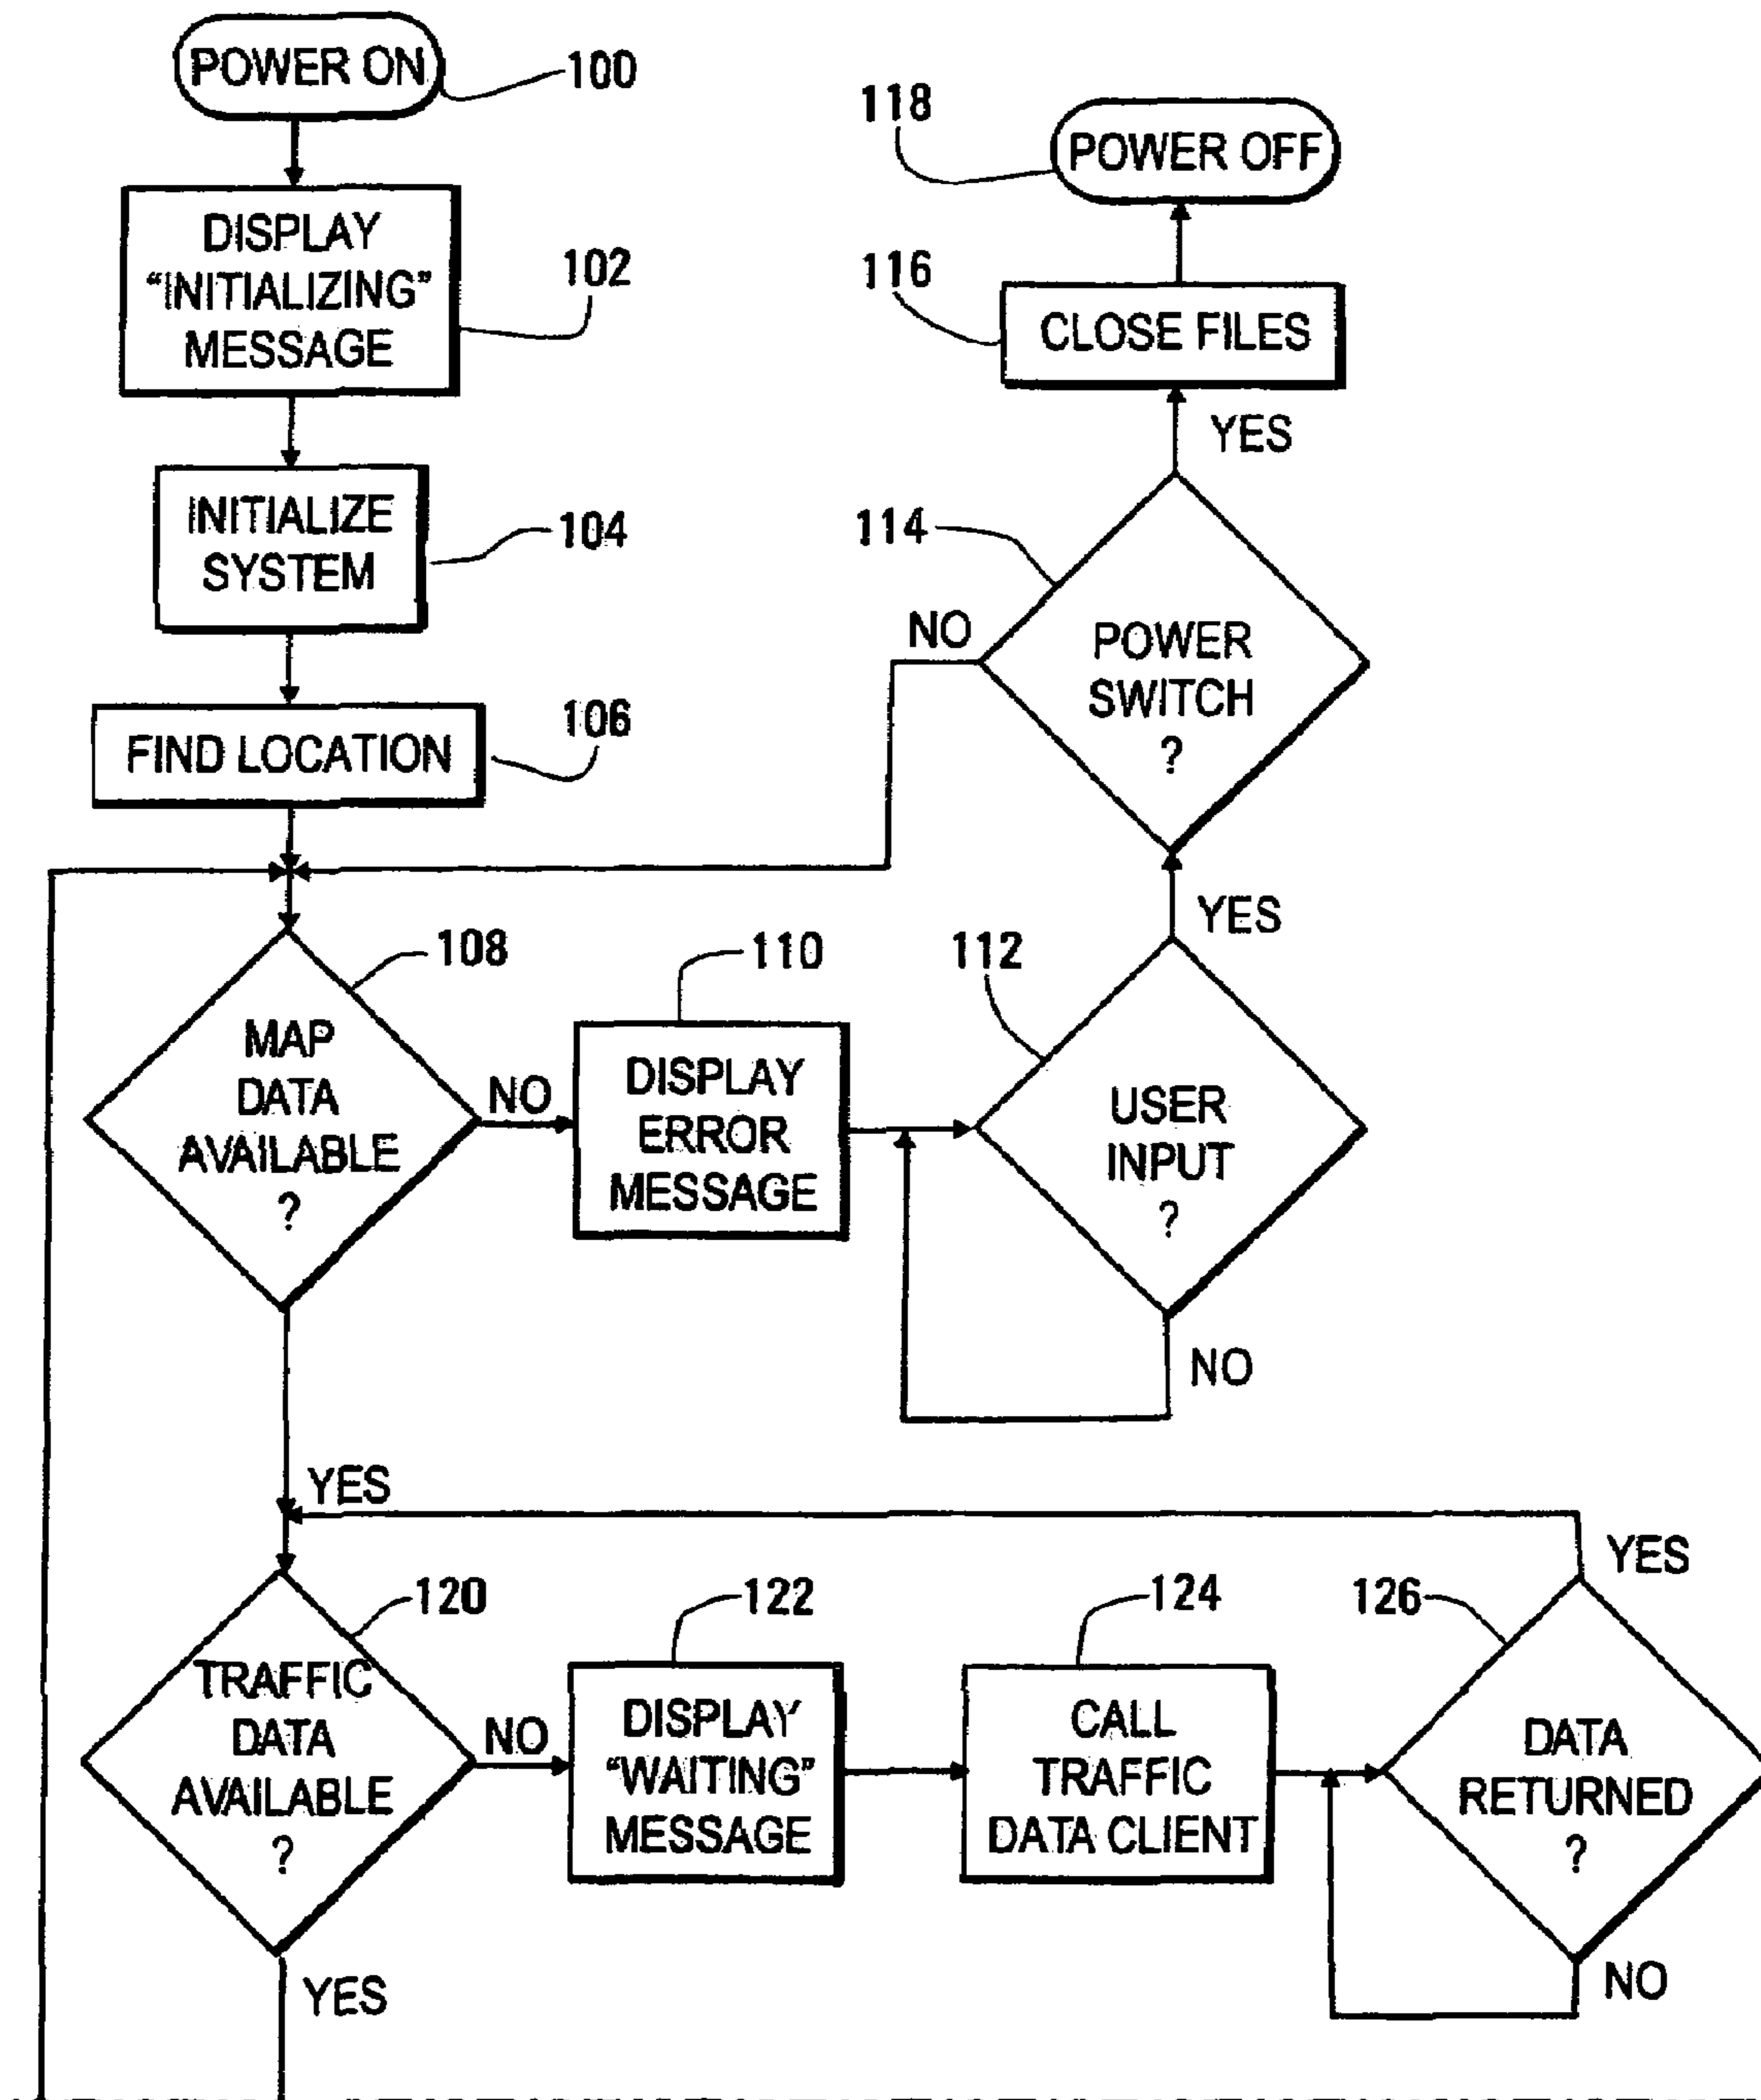 POWER ON
100
DISPLAY
“INITIALIZING”
MESSAGE
102
INITIALIZE
SYSTEM
104
FIND LOCATION
106
118
POWER OFF
116
CLOSE FILES
YES
114
NO
POWER
SWITCH
?
YES
108
MAP
DATA
AVAILABLE
?
NO
110
DISPLAY
ERROR
MESSAGE
112
USER
INPUT
?
NO
YES
120
TRAFFIC
DATA
AVAILABLE
?
NO
122
DISPLAY
“WAITING”
MESSAGE
124
CALL
TRAFFIC
DATA CLIENT
126
YES
DATA
RETURNED
?
NO
YES